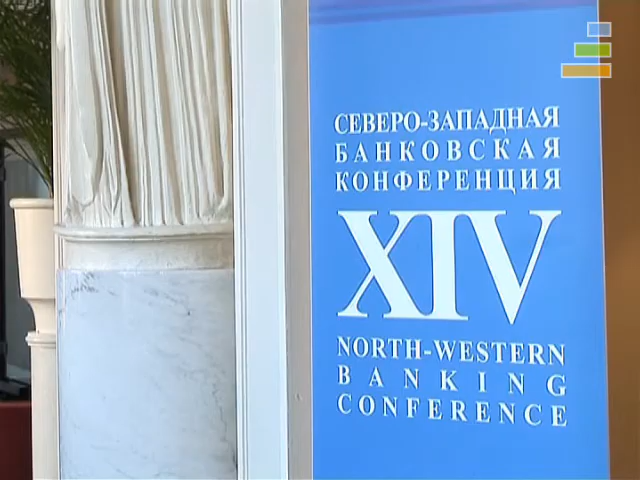 СЕВЕРО-ЗАПАДНАЯ
БАНКОВСКАЯ
КОНФЕРЕНЦИЯ
XIV
NORTH-WESTERN
BANKING
CONFERENCE